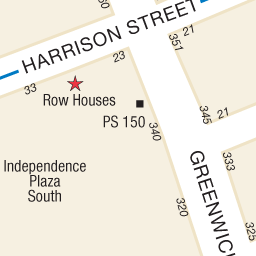 HARRISON STREET
351
23
21
33
Row Houses
345
21
PS 150
340
333
GREENWICH
Independence
Plaza
South
320
325